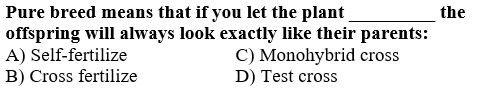 Pure breed means that if you let the plant __________ the
offspring will always look exactly like their parents:
A) Self-fertilize C) Monohybrid cross
B) Cross fertilize D) Test cross